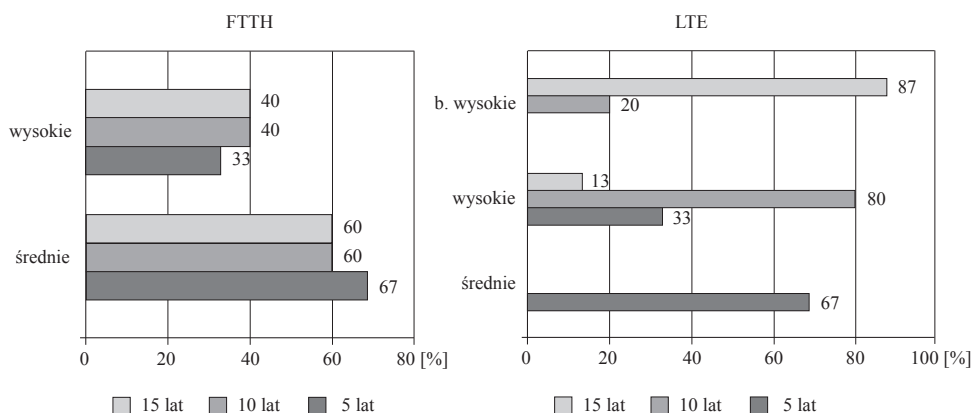 FTTH
wysokie
40
40
33
średnie
60
60
67
0 20 40 60 80 [%]
15 lat 10 lat 5 lat
LTE
b. wysokie
87
20
wysokie
13
80
33
średnie
67
0 20 40 60 80 100 [%]
15 lat 10 lat 5 lat